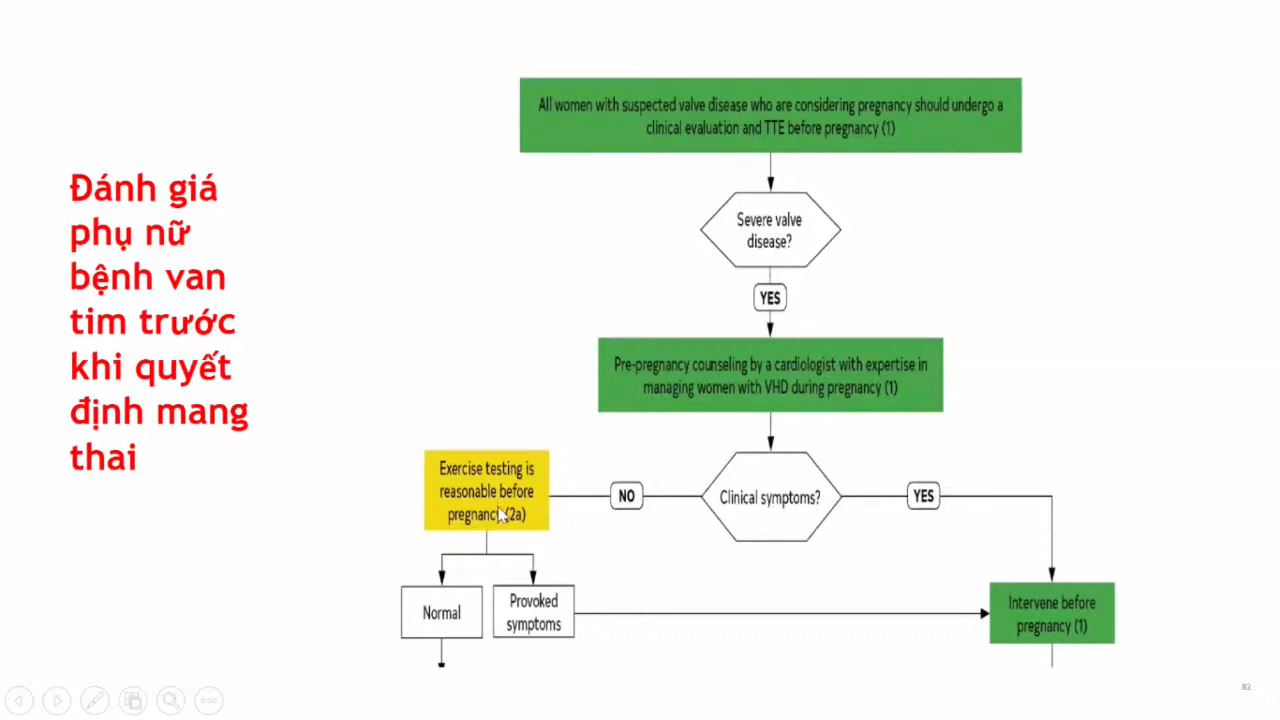 Đánh giá
phụ nữ
bệnh van
tim trước
khi quyết
định mang
thai
All women with suspected valve disease who are considering pregnancy should undergo a
clinical evaluation and TTE before pregnancy (1)
Severe valve
disease?
YES
Pre-pregnancy counseling by a cardiologist with expertise in
managing women with VHD during pregnancy (1)
Exercise testing is
reasonable before
pregnancy (2a)
NO
Clinical symptoms?
YES
Normal
Provoked
symptoms
Intervene before
pregnancy (1)
82